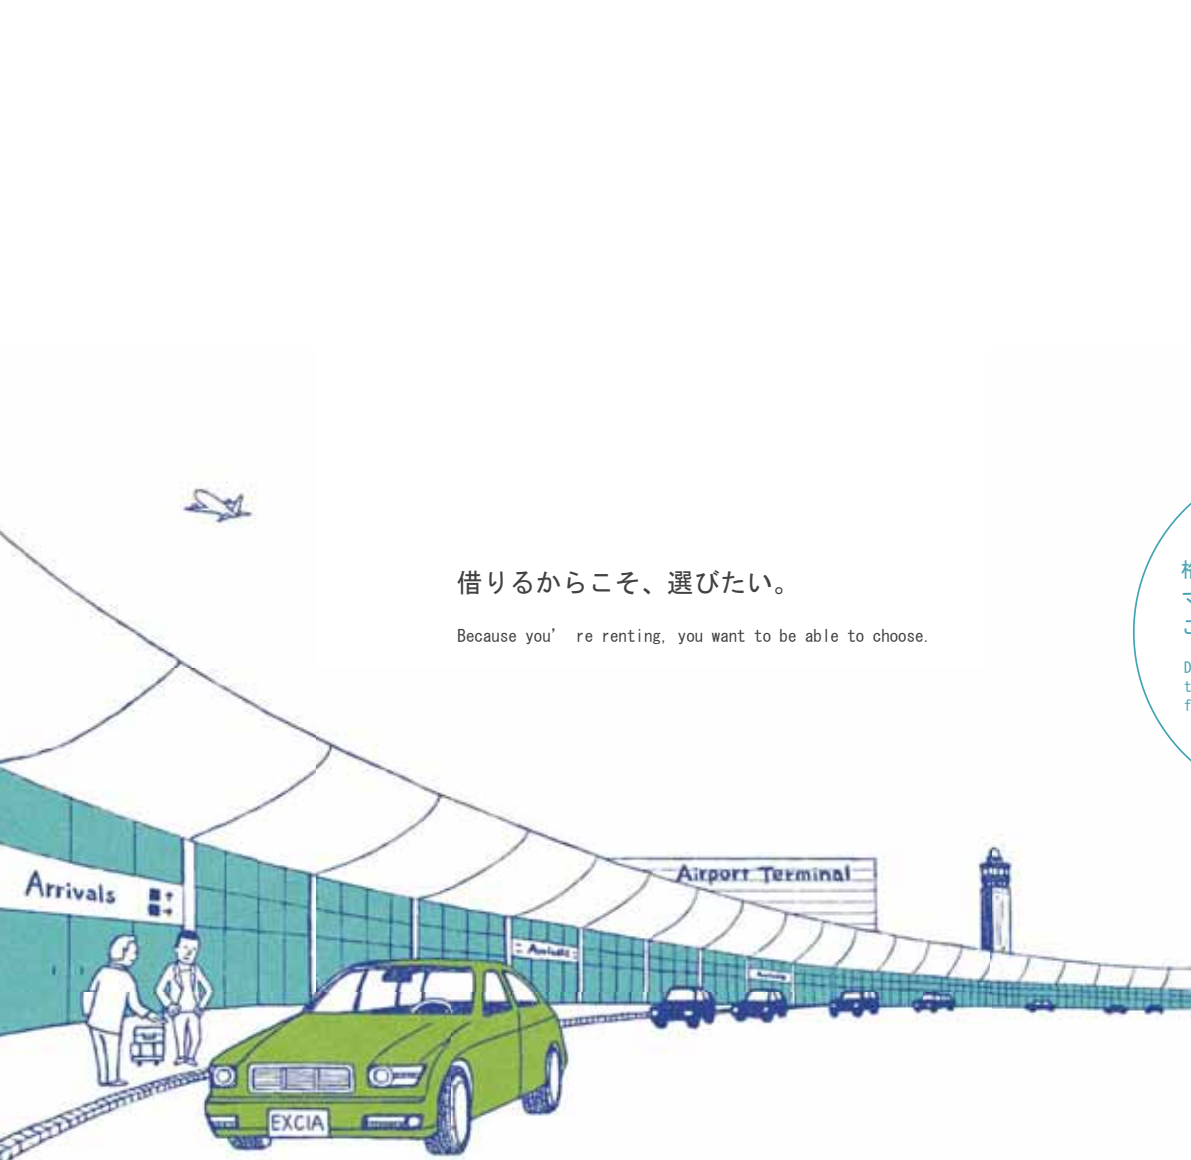 借りるからこそ、選びたい。
Because you’ re renting, you want to be able to choose.
Airport Terminal
Arrivals
Arrivals
EXCIA